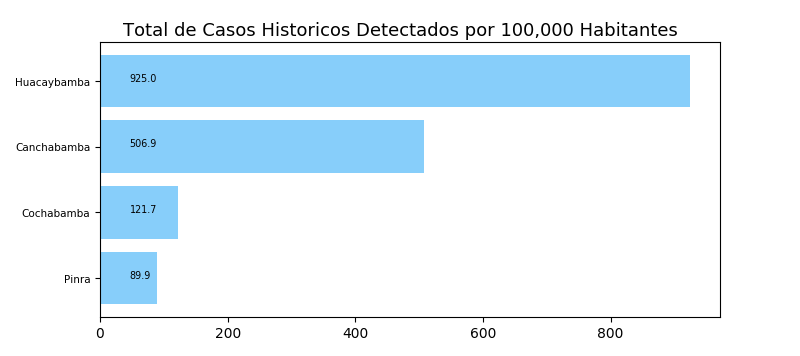 Total de Casos Historicos Detectados por 100,000 Habitantes
Huacaybamba 925.0
Canchabamba 506.9
Cochabamba 121.7
Pinra 89.9
0 200 400 600 800